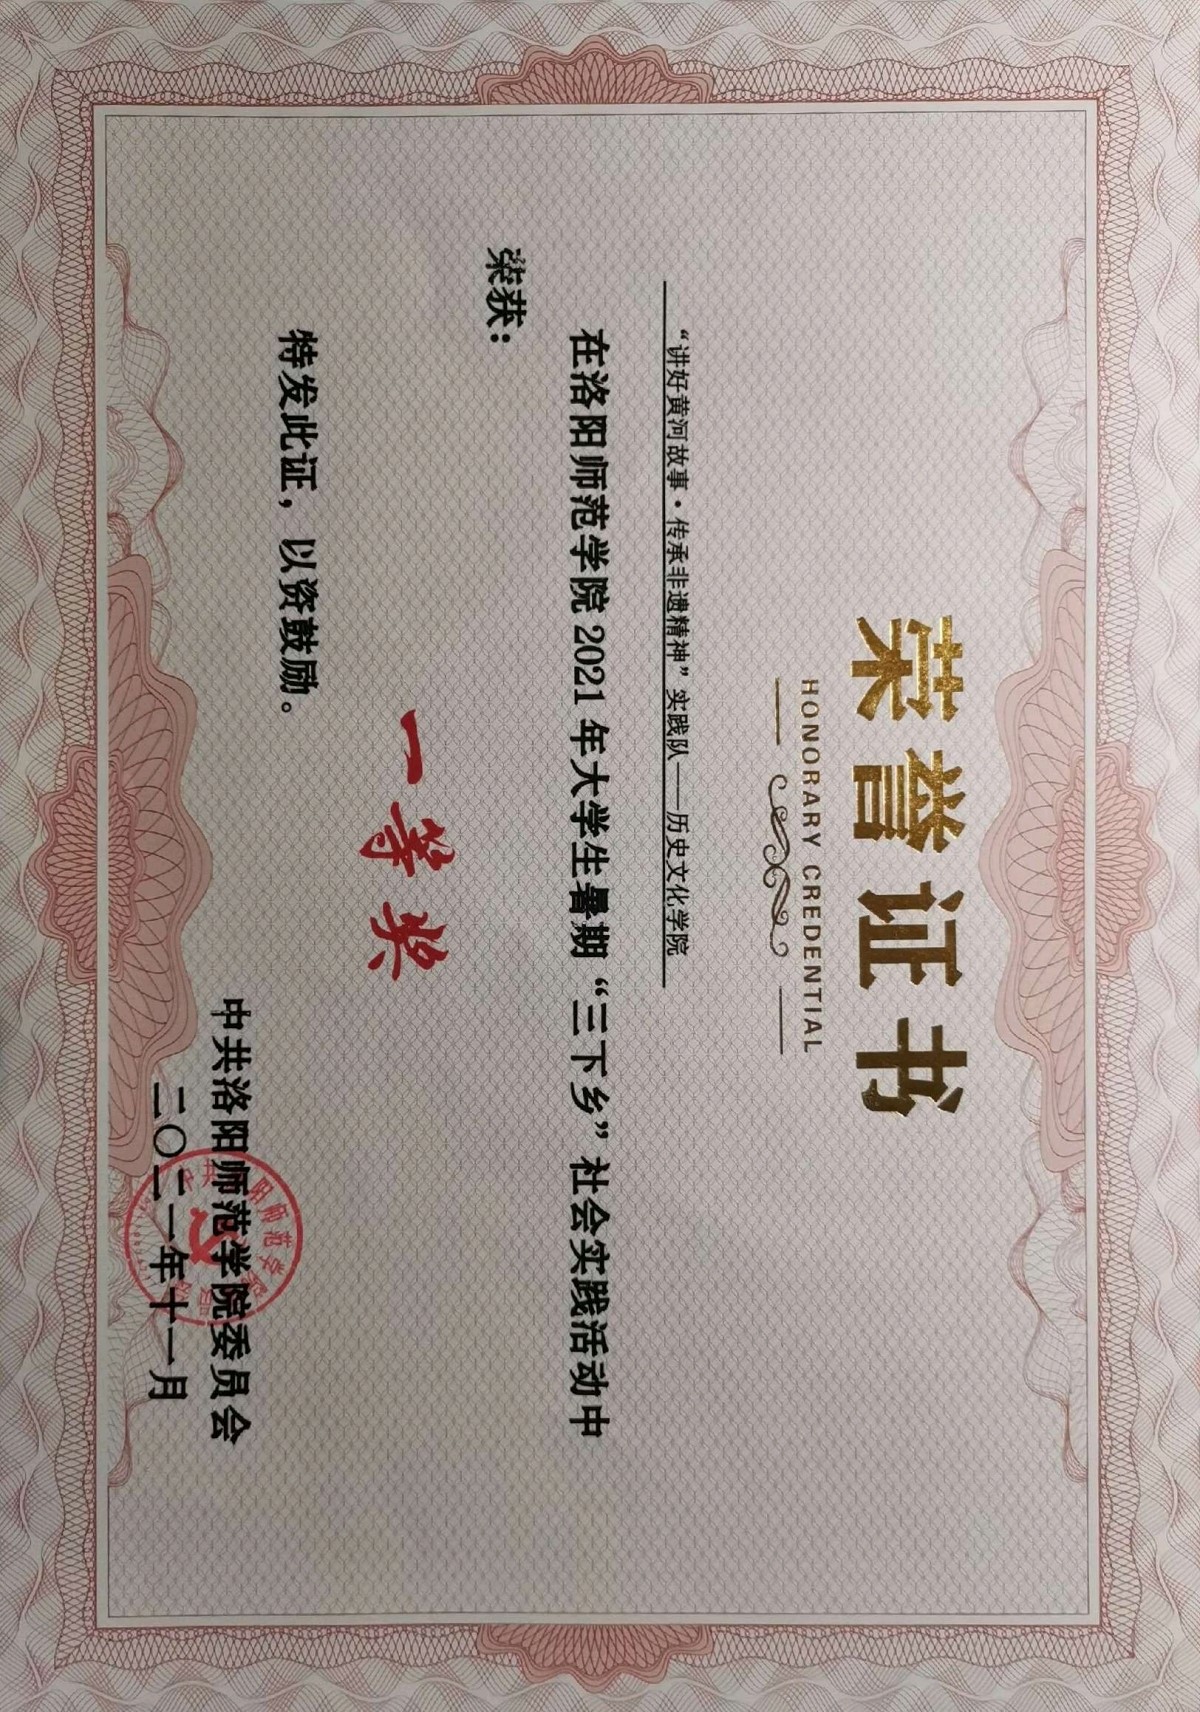 荣誉证书
HONORARY CREDENTIAL
“讲好黄河故事·传承非遗精神”实践队——历史文化学院
在洛阳师范学院2021年大学生暑期“三下乡”社会实践活动中
荣获：
一等奖
特发此证，以资鼓励。
中共洛阳师范学院委员会
二〇二一年十一月